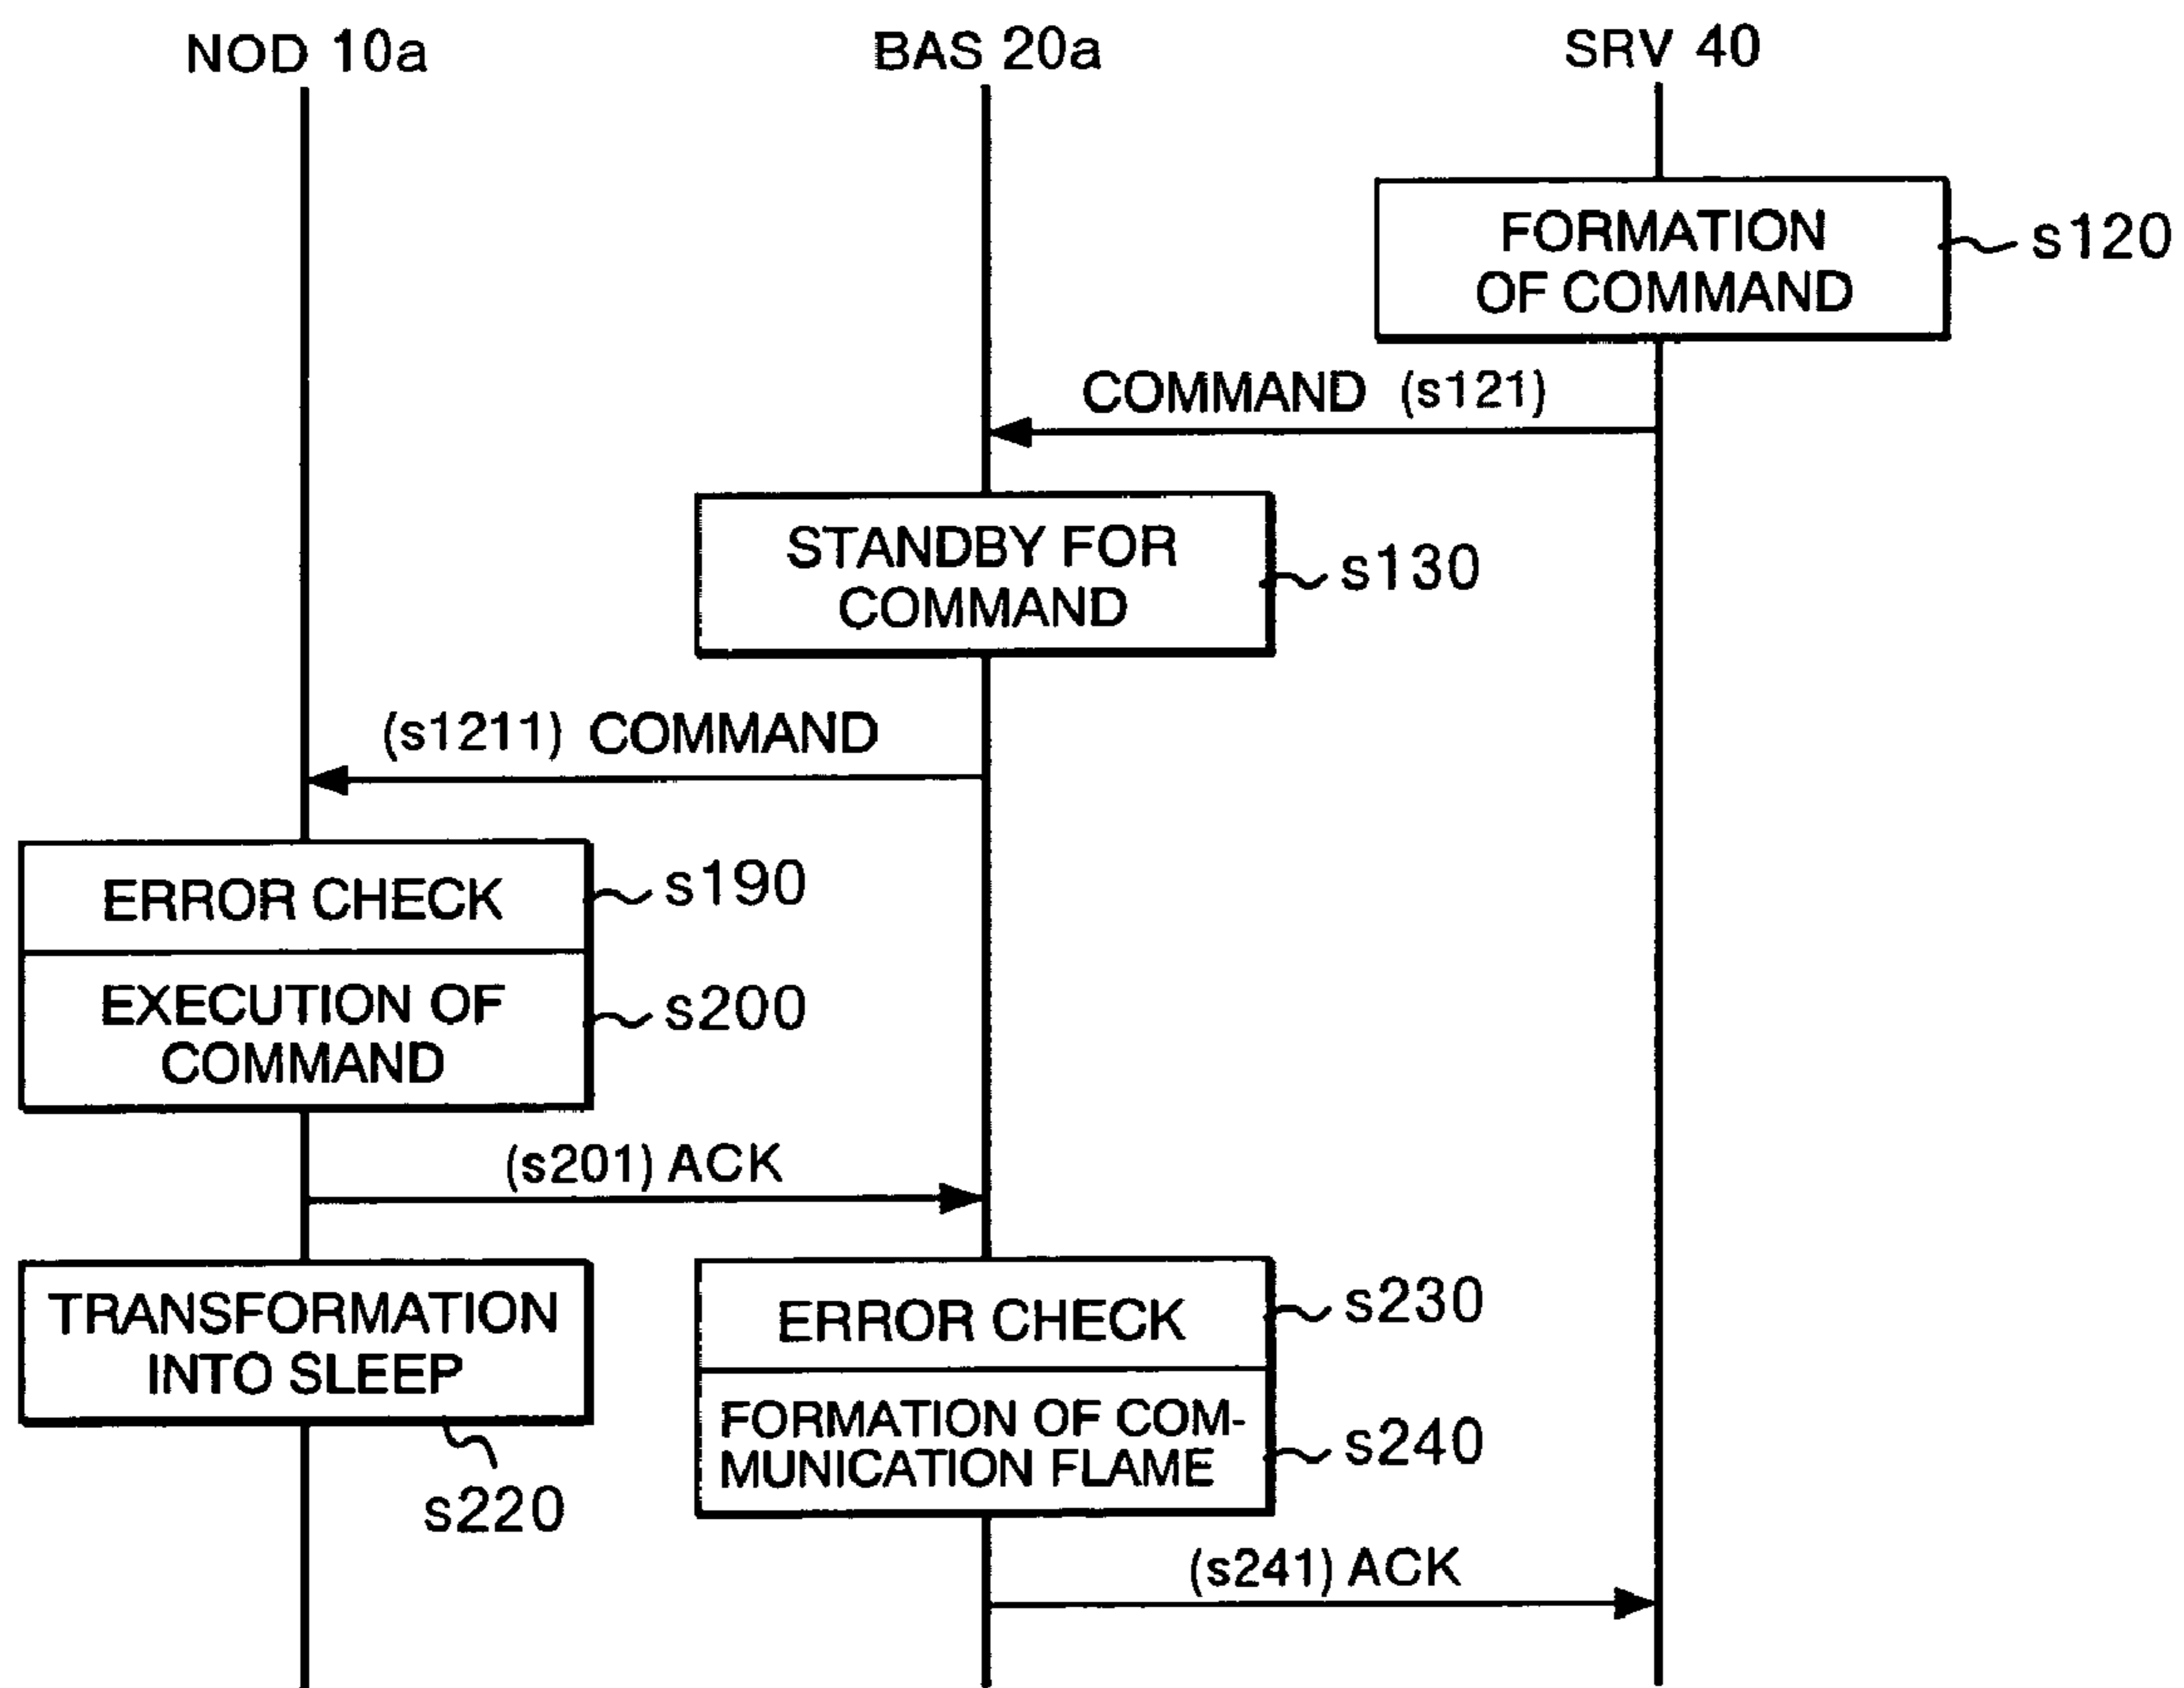 NOD 10a
BAS 20a
SRV 40
FORMATION
OF COMMAND
s120
COMMAND (s121)
STANDBY FOR
COMMAND
s130
(s1211) COMMAND
ERROR CHECK
s190
EXECUTION OF
COMMAND
s200
(s201) ACK
TRANSFORMATION
INTO SLEEP
s220
ERROR CHECK
s230
FORMATION OF COM-
MUNICATION FLAME
s240
(s241) ACK